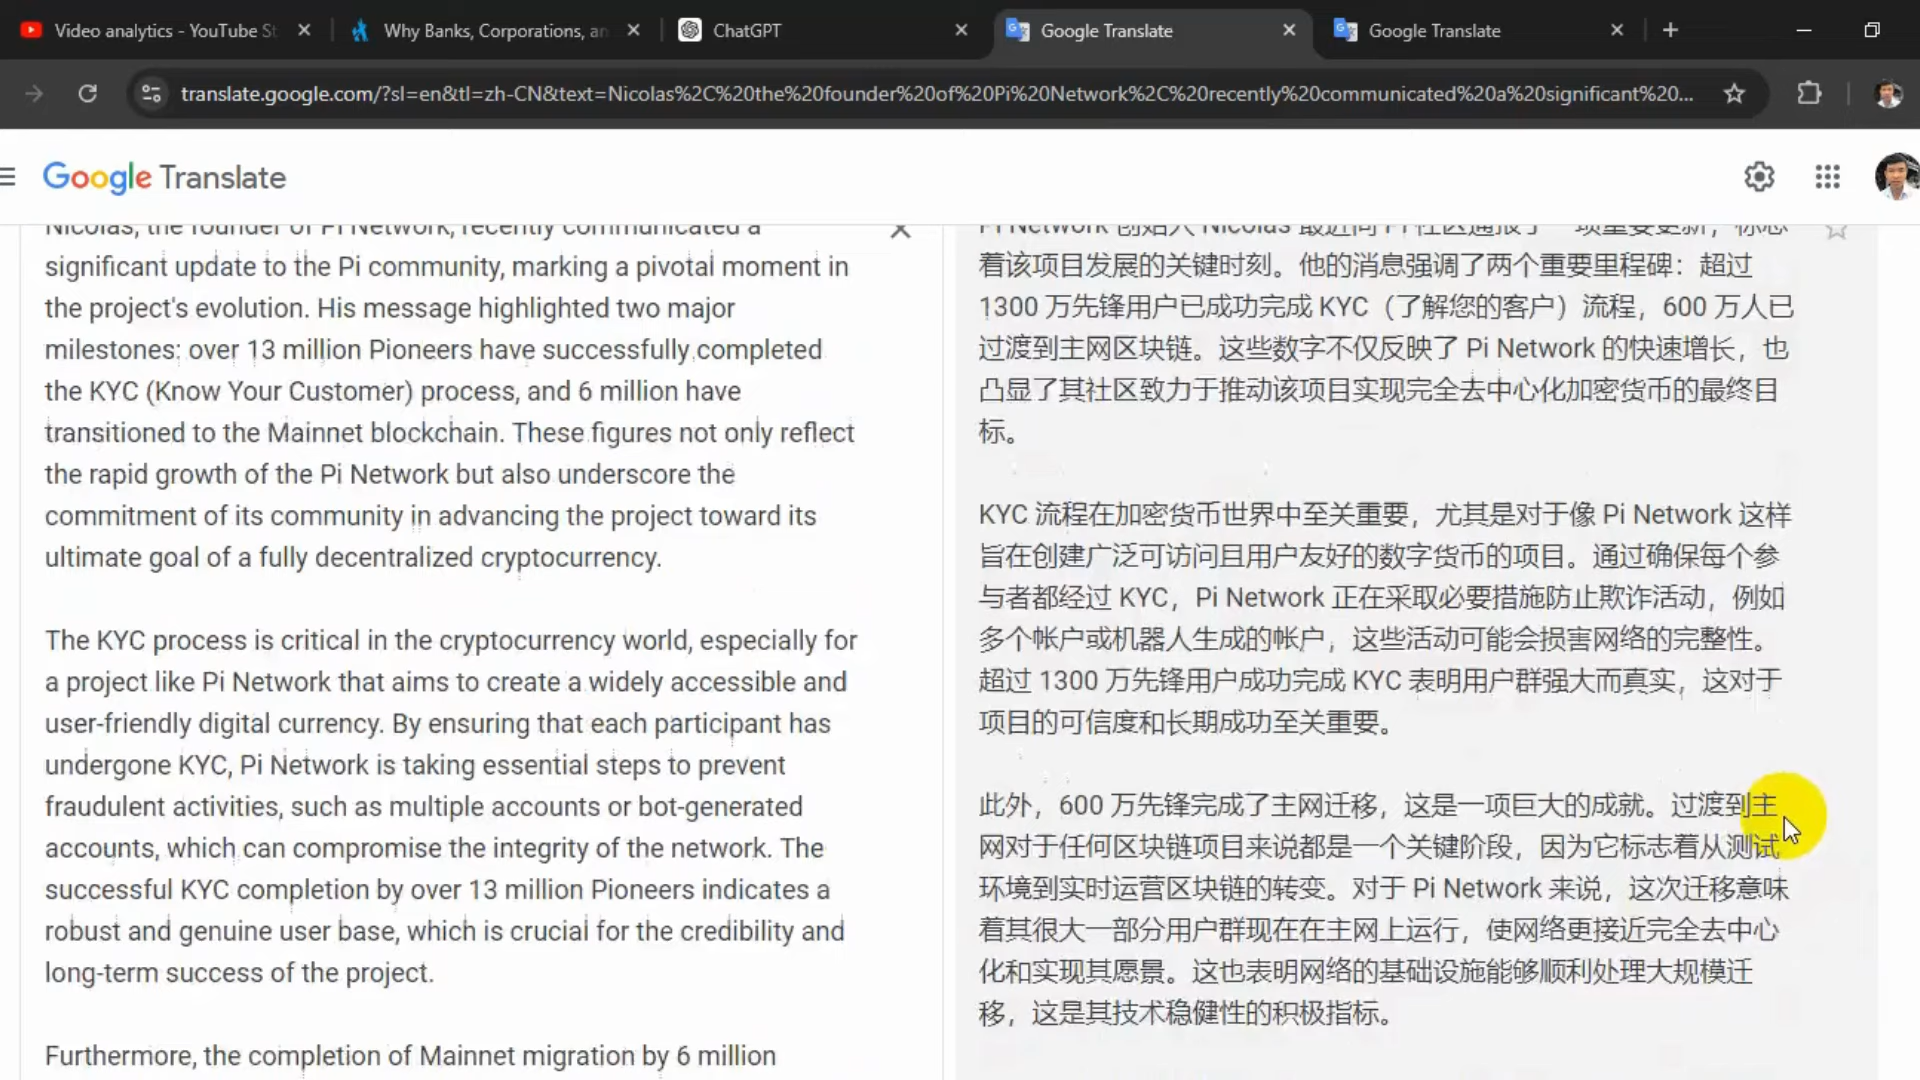 Video analytics - YouTube St
Why Banks, Corporations, an
ChatGPT
Google Translate
Google Translate
translate.google.com/?sl=en&tl=zh-CN&text=Nicolas%2C%20the%20founder%20of%20Pi%20Network%2C%20recently%20communicated%20a%20significant%20...
Google Translate
Nicolas, the founder of Pi Network, recently communicated a
significant update to the Pi community, marking a pivotal moment in
the project's evolution. His message highlighted two major
milestones: over 13 million Pioneers have successfully completed
the KYC (Know Your Customer) process, and 6 million have
transitioned to the Mainnet blockchain. These figures not only reflect
the rapid growth of the Pi Network but also underscore the
commitment of its community in advancing the project toward its
ultimate goal of a fully decentralized cryptocurrency.
The KYC process is critical in the cryptocurrency world, especially for
a project like Pi Network that aims to create a widely accessible and
user-friendly digital currency. By ensuring that each participant has
undergone KYC, Pi Network is taking essential steps to prevent
fraudulent activities, such as multiple accounts or bot-generated
accounts, which can compromise the integrity of the network. The
successful KYC completion by over 13 million Pioneers indicates a
robust and genuine user base, which is crucial for the credibility and
long-term success of the project.
Furthermore, the completion of Mainnet migration by 6 million
Pi Network 创始人 Nicolas 最近向 Pi 社区通报了一项重要更新，标志
着该项目发展的关键时刻。他的消息强调了两个重要里程碑：超过
1300 万先锋用户已成功完成 KYC（了解您的客户）流程，600 万人已
过渡到主网区块链。这些数字不仅反映了 Pi Network 的快速增长，也
凸显了其社区致力于推动该项目实现完全去中心化加密货币的最终目
标。
KYC 流程在加密货币世界中至关重要，尤其是对于像 Pi Network 这样
旨在创建广泛可访问且用户友好的数字货币的项目。通过确保每个参
与者都经过 KYC，Pi Network 正在采取必要措施防止欺诈活动，例如
多个帐户或机器人生成的帐户，这些活动可能会损害网络的完整性。
超过 1300 万先锋用户成功完成 KYC 表明用户群强大而真实，这对于
项目的可信度和长期成功至关重要。
此外，600 万先锋完成了主网迁移，这是一项巨大的成就。过渡到主
网对于任何区块链项目来说都是一个关键阶段，因为它标志着从测试
环境到实时运营区块链的转变。对于 Pi Network 来说，这次迁移意味
着其很大一部分用户群现在在主网上运行，使网络更接近完全去中心
化和实现其愿景。这也表明网络的基础设施能够顺利处理大规模迁
移，这是其技术稳健性的积极指标。